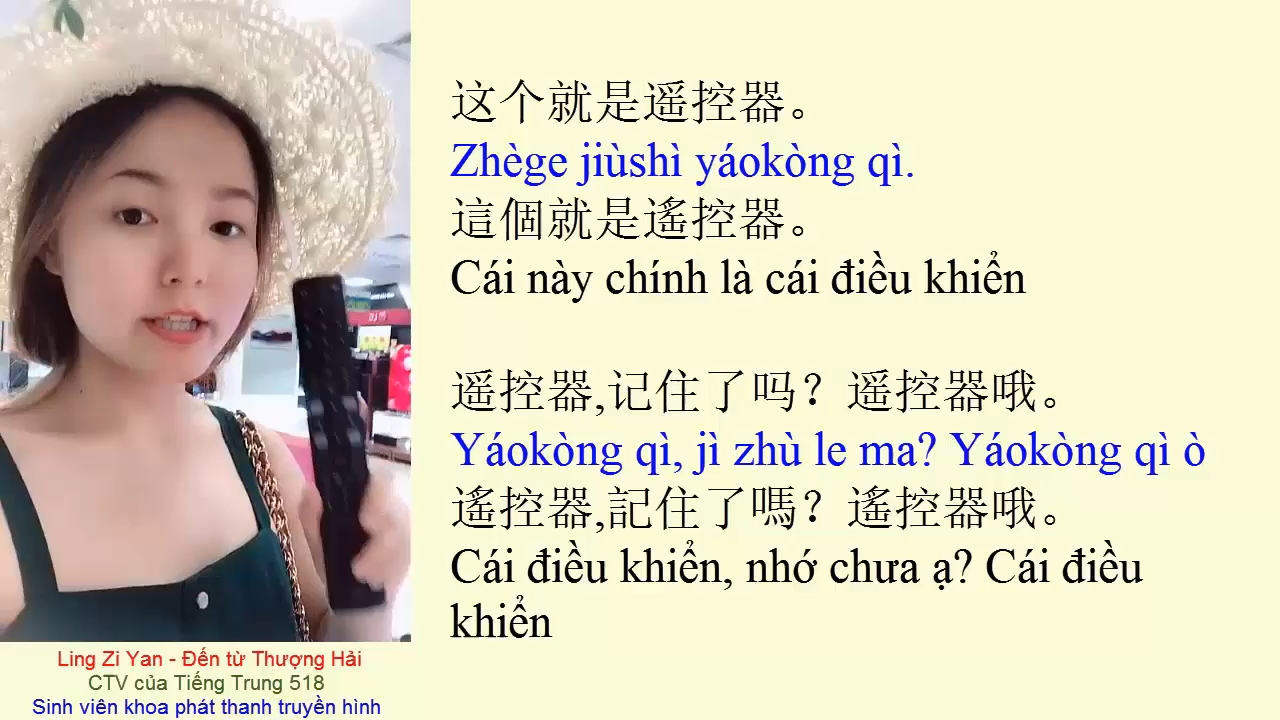 这个就是遥控器。
Zhège jiùshì yáokòng qì.
這個就是遙控器。
Cái này chính là cái điều khiển
遥控器,记住了吗？遥控器哦。
Yáokòng qì, jì zhù le ma? Yáokòng qì ò
遙控器,記住了嗎？遙控器哦。
Cái điều khiển, nhớ chưa ạ? Cái điều
khiển
Ling Zi Yan - Đến từ Thượng Hải
CTV của Tiếng Trung 518
Sinh viên khoa phát thanh truyền hình